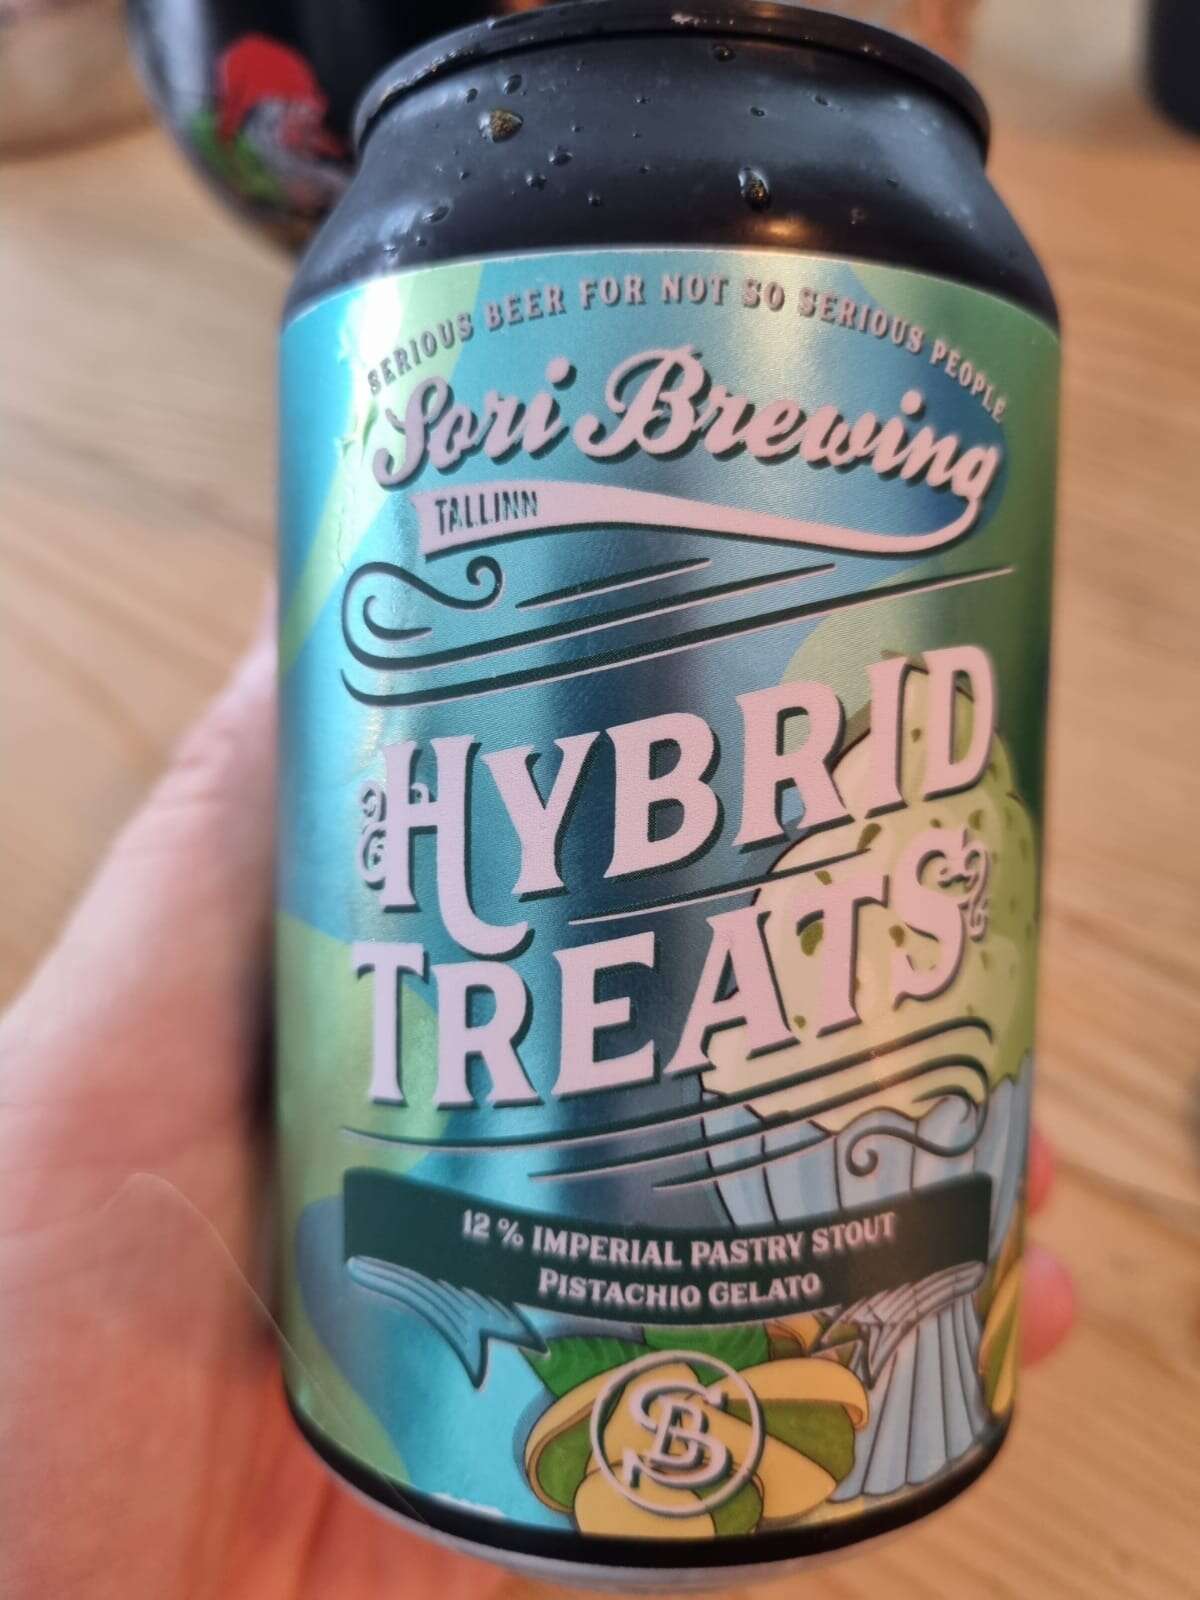 SERIOUS BEER FOR NOT SO SERIOUS PEOPLE
Sori Brewing
TALLINN
HYBRID
TREATS
12 % IMPERIAL PASTRY STOUT
PISTACHIO GELATO
SB